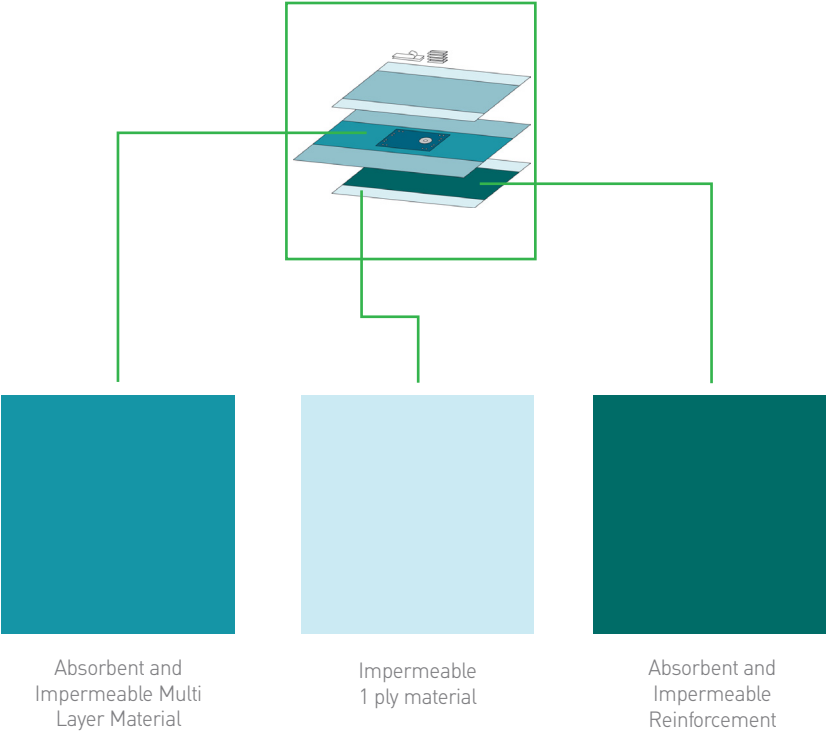 Absorbent and
Impermeable Multi
Layer Material
Impermeable
1 ply material
Absorbent and
Impermeable
Reinforcement